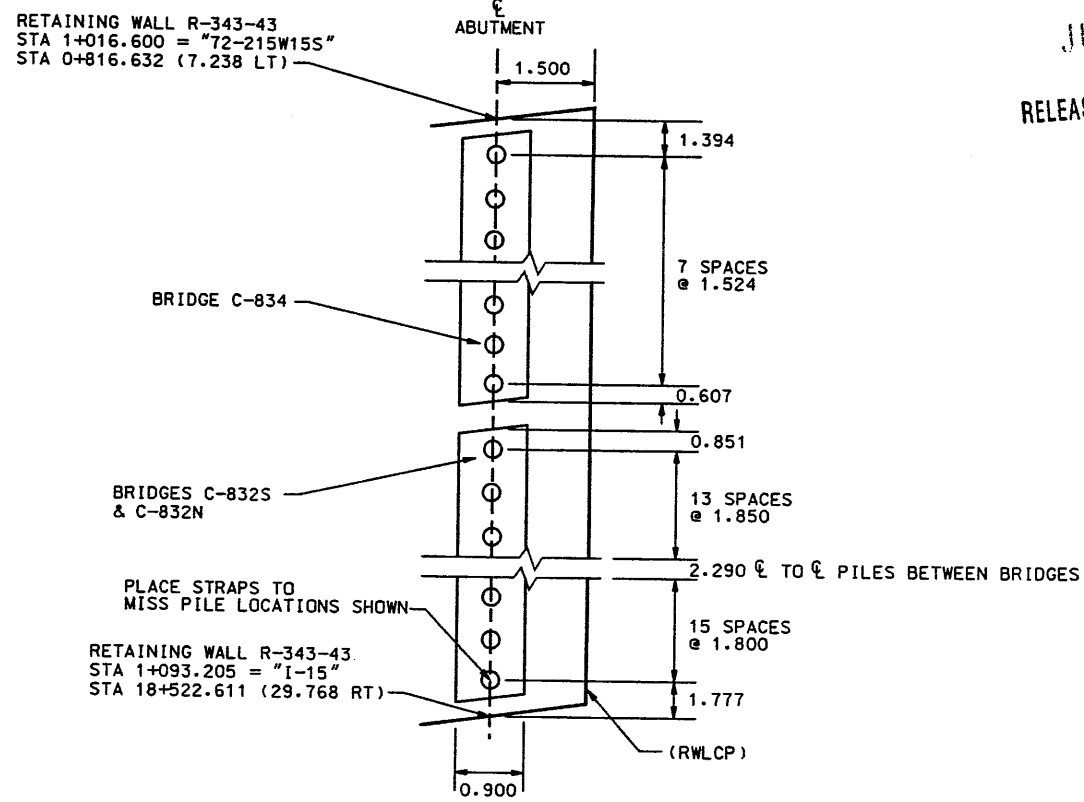 RETAINING WALL R-343-43
STA 1+016.600 = "72-215W15S"
STA 0+816.632 (7.238 LT)
℄
ABUTMENT
1.500
RELEAS
1.394
7 SPACES
@ 1.524
BRIDGE C-834
0.607
0.851
BRIDGES C-832S
& C-832N
13 SPACES
@ 1.850
2.290 ℄ TO ℄ PILES BETWEEN BRIDGES
PLACE STRAPS TO
MISS PILE LOCATIONS SHOWN
15 SPACES
@ 1.800
RETAINING WALL R-343-43
STA 1+093.205 = "I-15"
STA 18+522.611 (29.768 RT)
1.777
(RWLCP)
0.900